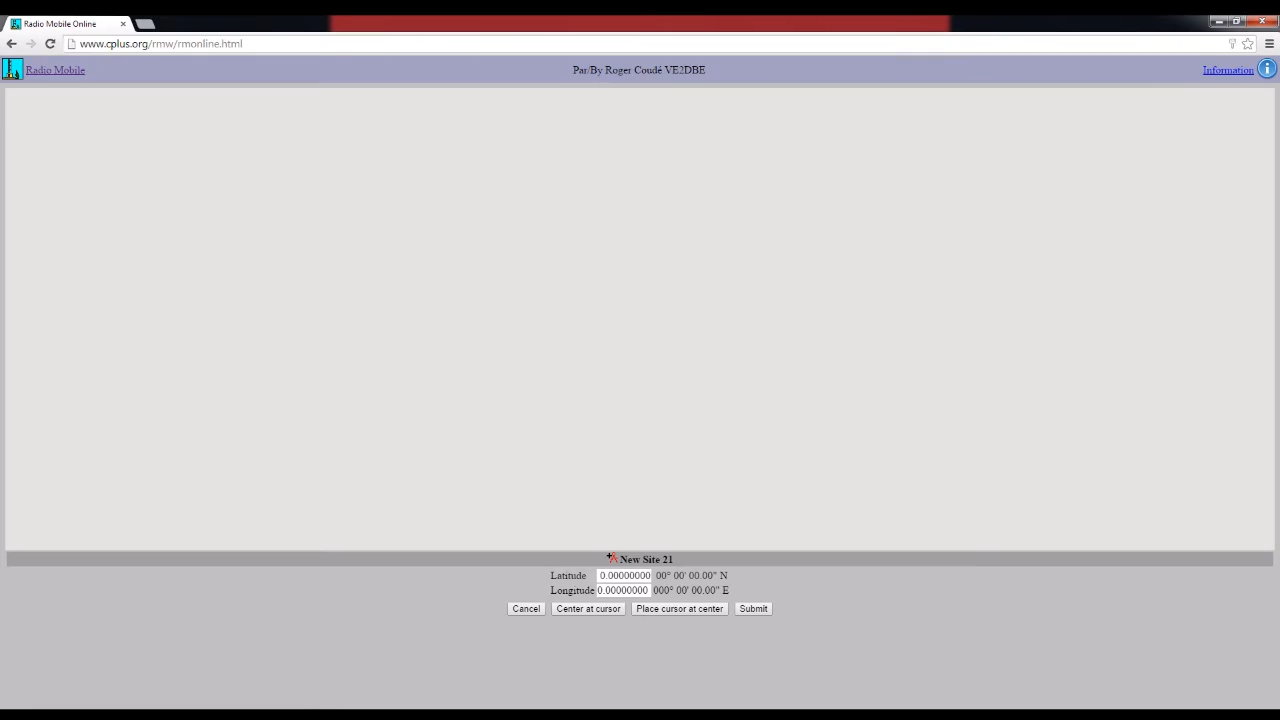 Radio Mobile Online
www.cplus.org/rmw/rmonline.html
Radio Mobile
Par/By Roger Coudé VE2DBE
Information
New Site 21
Latitude 0.00000000 00° 00' 00.00" N
Longitude 0.00000000 000° 00' 00.00" E
Cancel Center at cursor Place cursor at center Submit